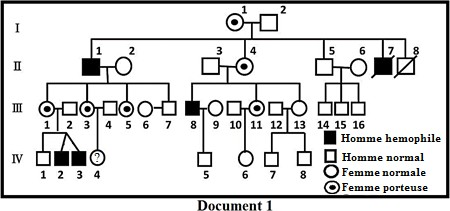 1 2
I
1 2 3 4 5 6 7 8
II
III
1 2 3 4 5 6 7 8 9 10 11 12 13 14 15 16
Homme hemophile
Homme normal
IV
?
Femme normale
1 2 3 4 5 6 7 8
Femme porteuse
Document 1